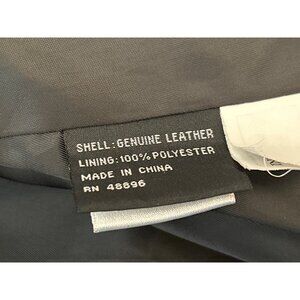 SHELL:GENUINE LEATHER
LINING:100% POLYESTER
MADE IN CHINA
RN 48896